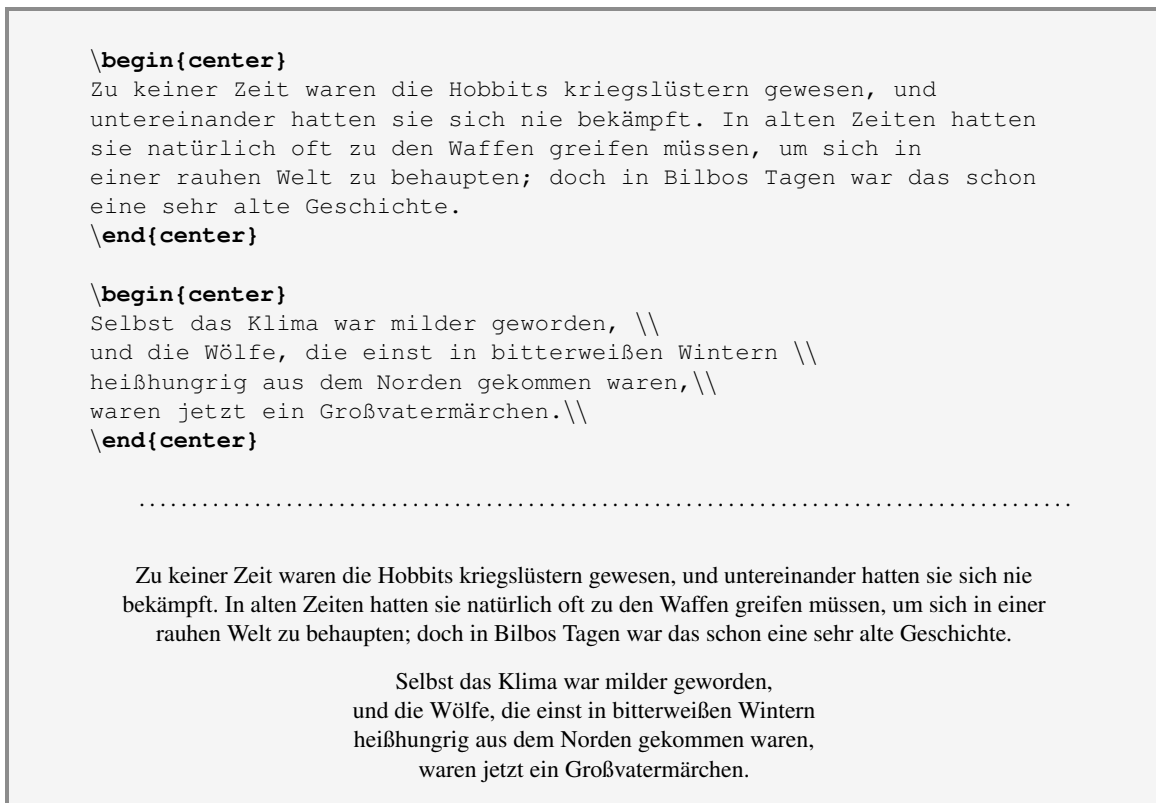 \begin{center}
Zu keiner Zeit waren die Hobbits kriegslüstern gewesen, und
untereinander hatten sie sich nie bekämpft. In alten Zeiten hatten
sie natürlich oft zu den Waffen greifen müssen, um sich in
einer rauhen Welt zu behaupten; doch in Bilbos Tagen war das schon
eine sehr alte Geschichte.
\end{center}
\begin{center}
Selbst das Klima war milder geworden, \\
und die Wölfe, die einst in bitterweißen Wintern \\
heißhungrig aus dem Norden gekommen waren,\\
waren jetzt ein Großvatermärchen.\\
\end{center}
Zu keiner Zeit waren die Hobbits kriegslüstern gewesen, und untereinander hatten sie sich nie
bekämpft. In alten Zeiten hatten sie natürlich oft zu den Waffen greifen müssen, um sich in einer
rauhen Welt zu behaupten; doch in Bilbos Tagen war das schon eine sehr alte Geschichte.
Selbst das Klima war milder geworden,
und die Wölfe, die einst in bitterweißen Wintern
heißhungrig aus dem Norden gekommen waren,
waren jetzt ein Großvatermärchen.